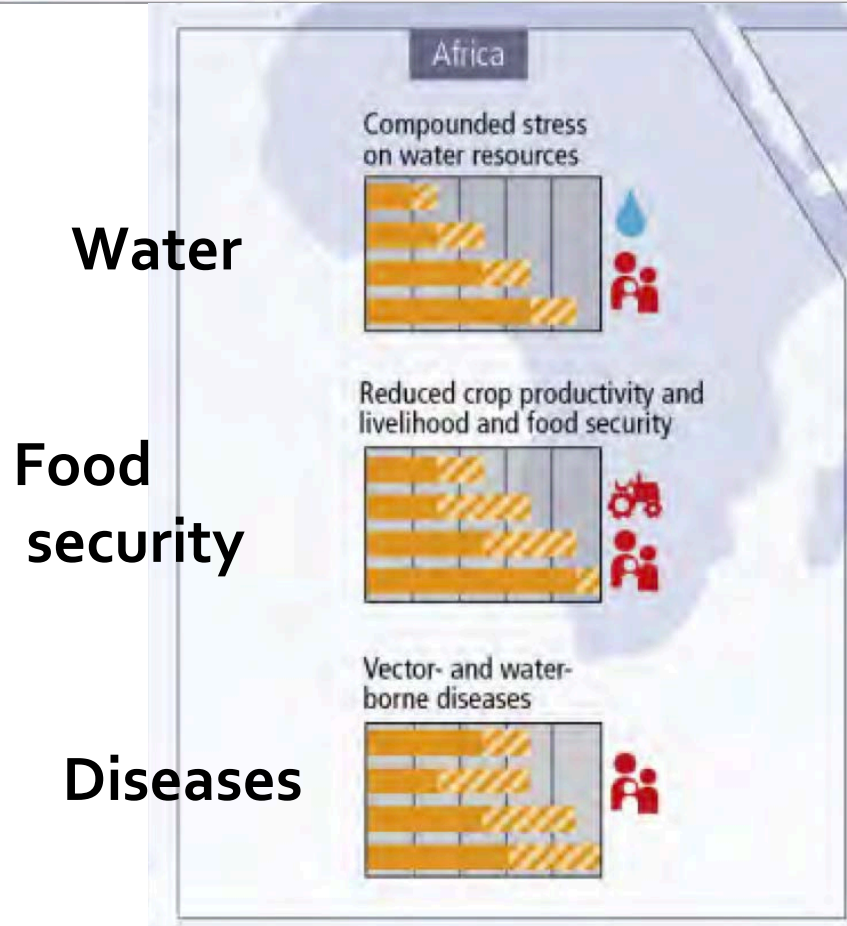 Africa
Compounded stress
on water resources
Water
Reduced crop productivity and
livelihood and food security
Food
security
Vector- and water-
borne diseases
Diseases